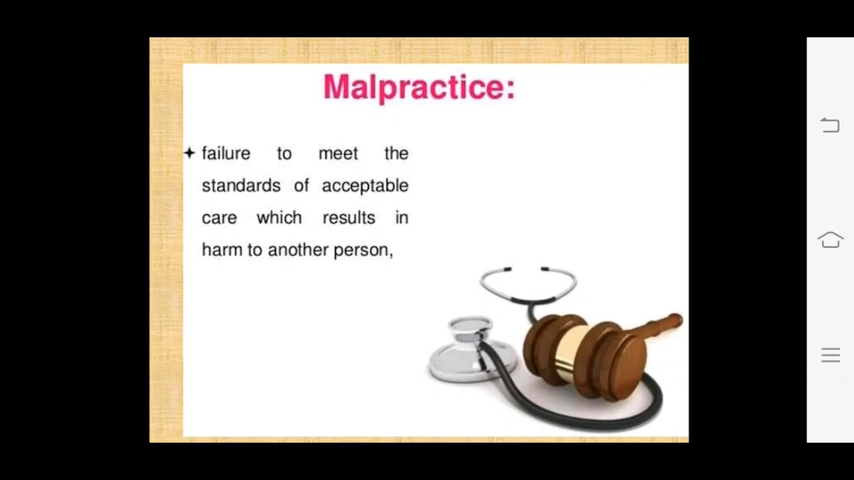 Malpractice:
failure to meet the
standards of acceptable
care which results in
harm to another person,